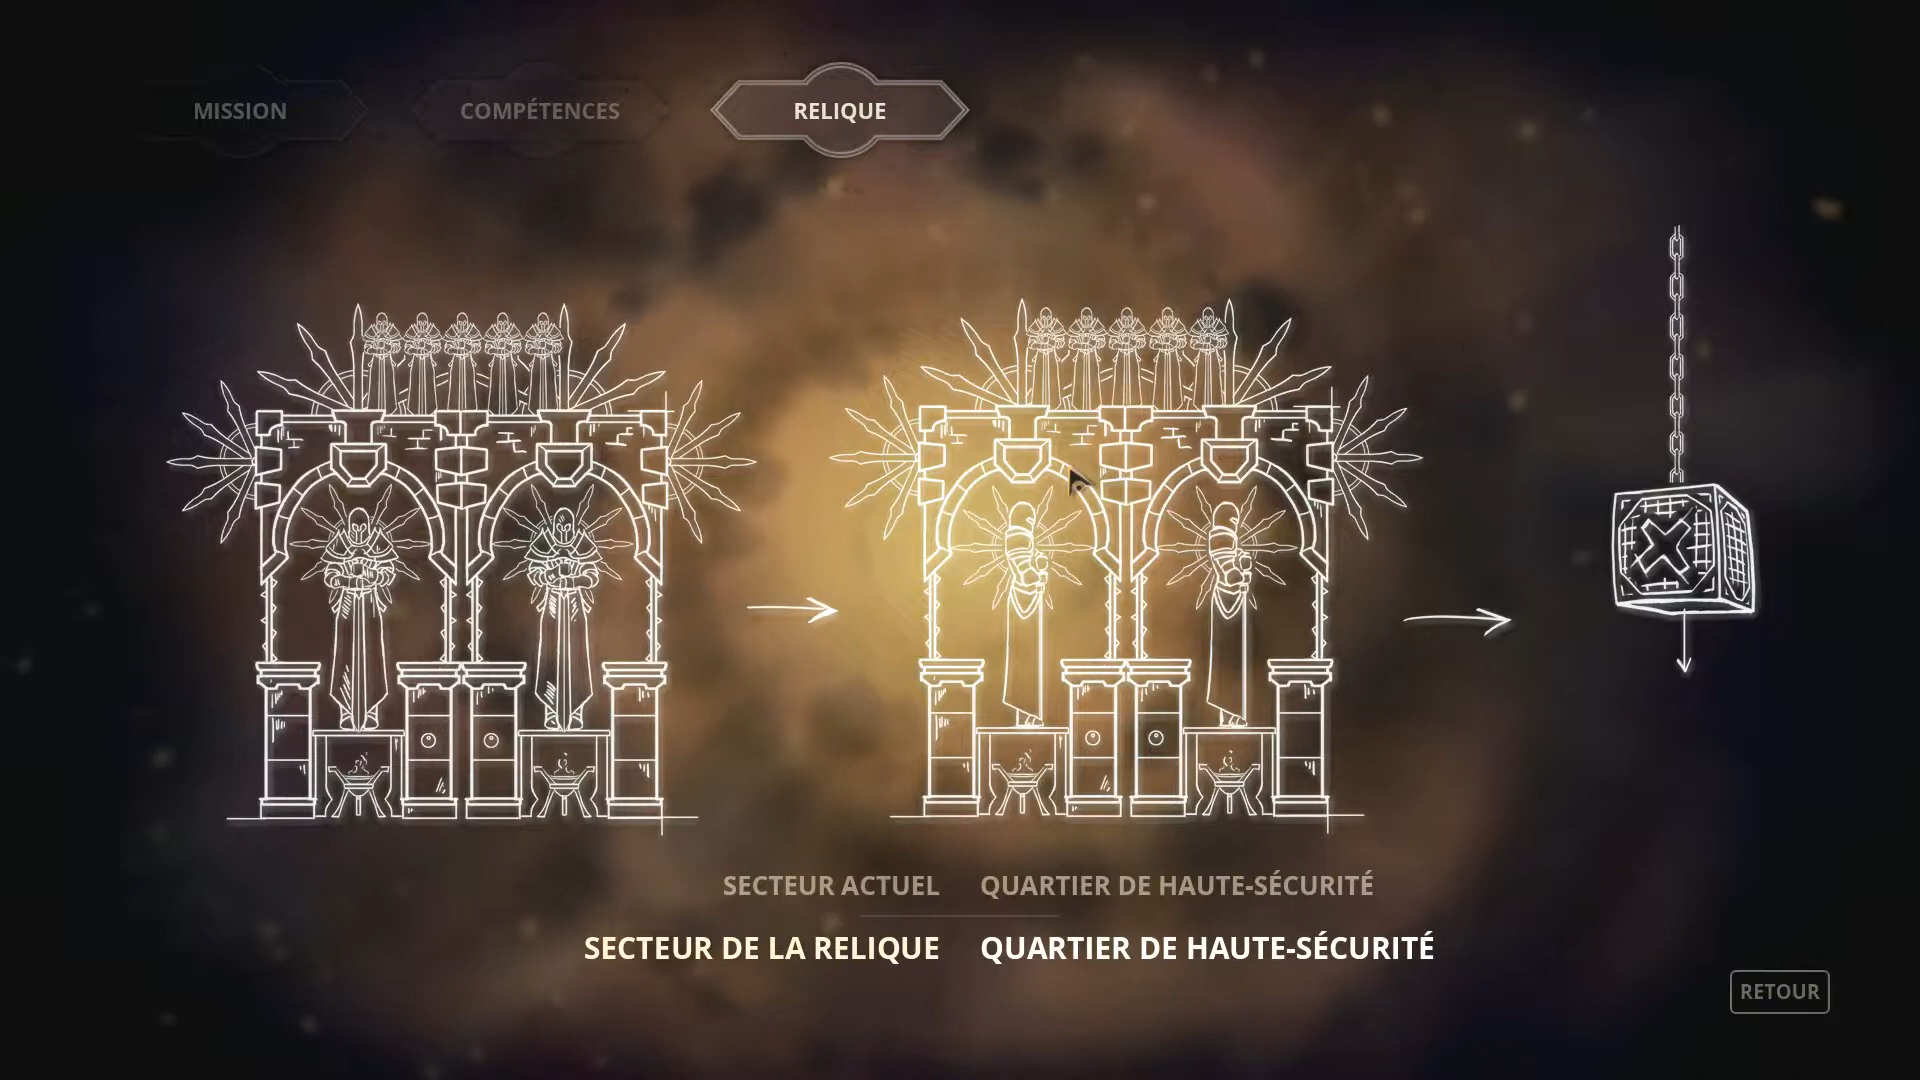 MISSION
COMPÉTENCES
RELIQUE
SECTEUR ACTUEL QUARTIER DE HAUTE-SÉCURITÉ
SECTEUR DE LA RELIQUE QUARTIER DE HAUTE-SÉCURITÉ
RETOUR